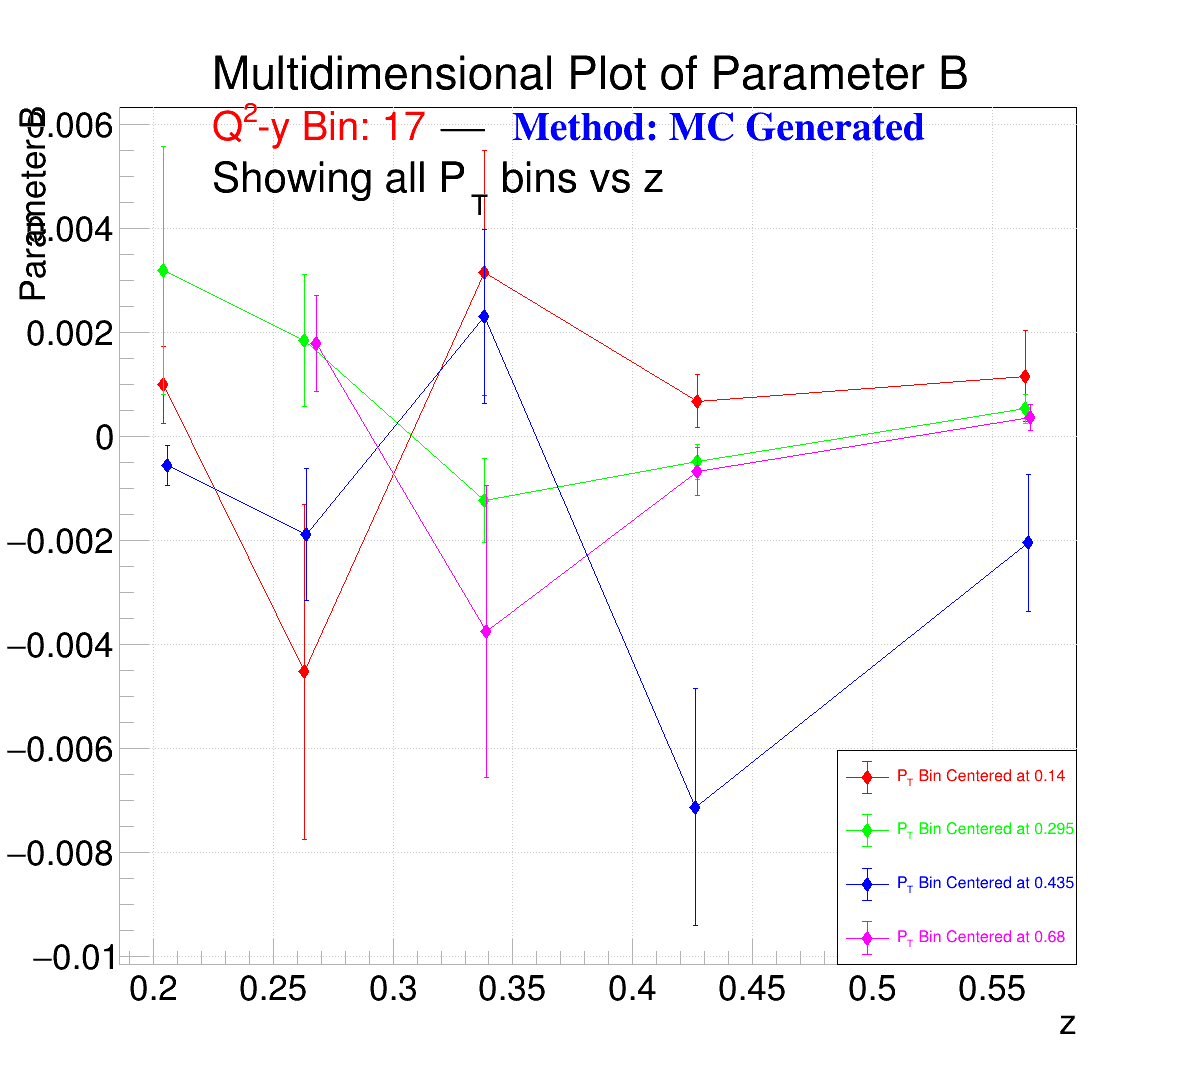 Multidimensional Plot of Parameter B
Q2-y Bin: 17 — Method: MC Generated
Showing all PT bins vs z
Parameter B
0.006
0.004
0.002
0
−0.002
−0.004
−0.006
−0.008
−0.01
0.2 0.25 0.3 0.35 0.4 0.45 0.5 0.55
z
PT Bin Centered at 0.14
PT Bin Centered at 0.295
PT Bin Centered at 0.435
PT Bin Centered at 0.68